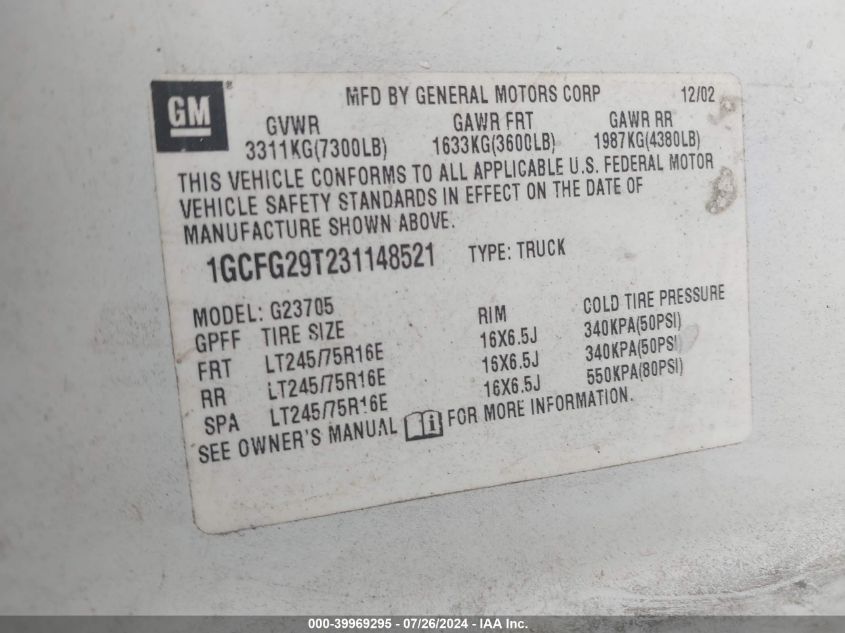 GM ® MFD BY GENERAL MOTORS CORP 12/02
GVWR GAWR FRT GAWR RR
3311KG(7300LB) 1633KG(3600LB) 1987KG(4380LB)
THIS VEHICLE CONFORMS TO ALL APPLICABLE U.S. FEDERAL MOTOR
VEHICLE SAFETY STANDARDS IN EFFECT ON THE DATE OF
MANUFACTURE SHOWN ABOVE.
1GCFG29T231148521 TYPE: TRUCK
MODEL: G23705
GPFF TIRE SIZE RIM COLD TIRE PRESSURE
FRT LT245/75R16E 16X6.5J 340KPA(50PSI)
RR LT245/75R16E 16X6.5J 340KPA(50PSI)
SPA LT245/75R16E 16X6.5J 550KPA(80PSI)
SEE OWNER'S MANUAL FOR MORE INFORMATION.
000-39969295 - 07/26/2024 - IAA Inc.